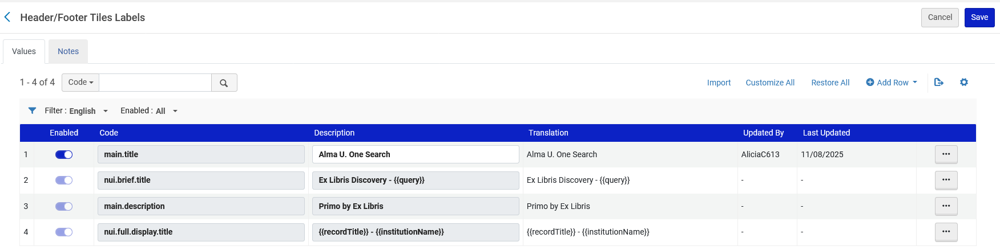 Header/Footer Tiles Labels Cancel Save
Values Notes
1 - 4 of 4 Code Import Customize All Restore All Add Row
Filter : English Enabled : All
Enabled Code Description Translation Updated By Last Updated
1 main.title Alma U. One Search Alma U. One Search AliciaC613 11/08/2025 •••
2 nui.brief.title Ex Libris Discovery - {{query}} Ex Libris Discovery - {{query}} - - •••
3 main.description Primo by Ex Libris Primo by Ex Libris - - •••
4 nui.full.display.title {{recordTitle}} - {{institutionName}} {{recordTitle}} - {{institutionName}} - - •••